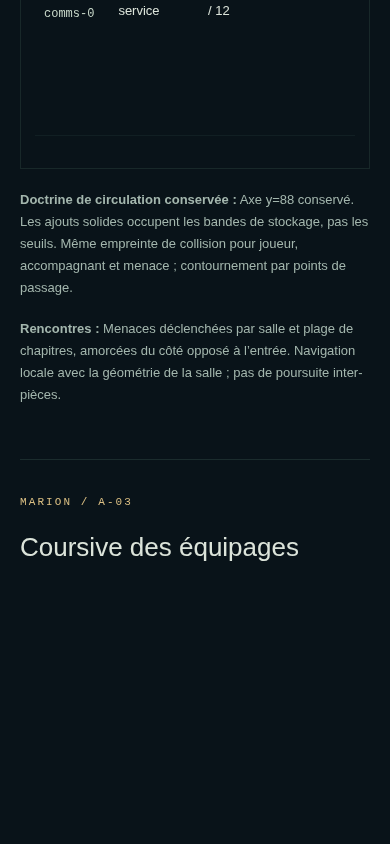 comms-0 service / 12
Doctrine de circulation conservée : Axe y=88 conservé.
Les ajouts solides occupent les bandes de stockage, pas les
seuils. Même empreinte de collision pour joueur,
accompagnant et menace ; contournement par points de
passage.
Rencontres : Menaces déclenchées par salle et plage de
chapitres, amorcées du côté opposé à l’entrée. Navigation
locale avec la géométrie de la salle ; pas de poursuite inter-
pièces.
MARION / A-03
Coursive des équipages